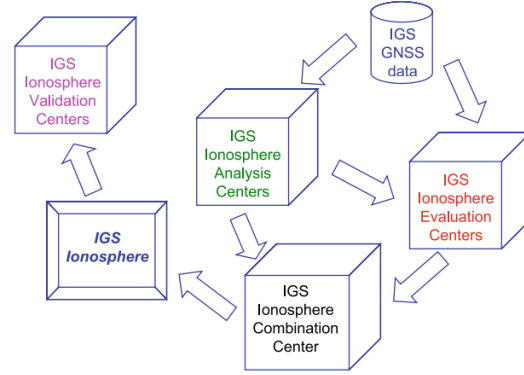 IGS
Ionosphere
Validation
Centers
IGS
GNSS
data
IGS
Ionosphere
Analysis
Centers
IGS
Ionosphere
Evaluation
Centers
IGS
Ionosphere
IGS
Ionosphere
Combination
Center